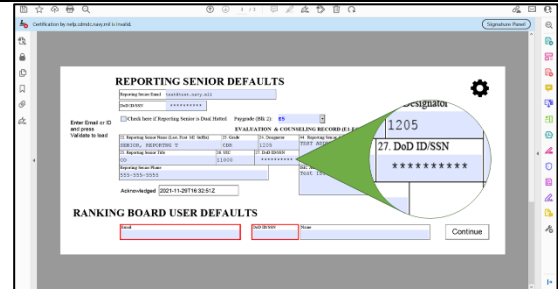 1 / 1
Certification by mdp.cdmdc.navy.mil is invalid.
Signature Panel
REPORTING SENIOR DEFAULTS
Reporting Senior Email
test@test.navy.mil
DoD ID/SSN
**********
Enter Email or ID
and press
Validate to load
Check here if Reporting Senior is Dual Hatted
Paygrade (Blk 2): E5
EVALUATION & COUNSELING RECORD (E1-E6)
22. Reporting Senior Name (Last, First MI Suffix)
SENIOR, REPORTING T
23. Grade
CDR
24. Designator
1205
25. Reporting Senior Title
CO
26. UIC
11000
27. DoD ID/SSN
**********
Reporting Senior Phone
555-555-5555
Acknowledged
2021-11-29T16:32:51Z
Designator
1205
27. DoD ID/SSN
**********
RANKING BOARD USER DEFAULTS
Email
DoD ID/SSN
Name
Continue